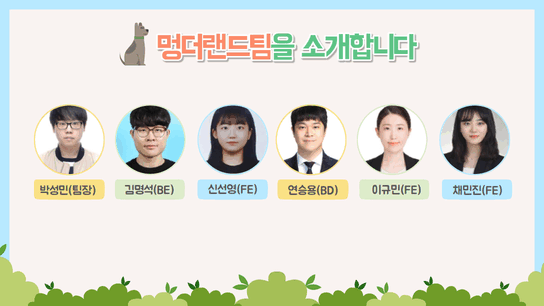 멍더랜드팀을 소개합니다
박성민(팀장)
김명석(BE)
신선영(FE)
연승용(BD)
이규민(FE)
채민진(FE)